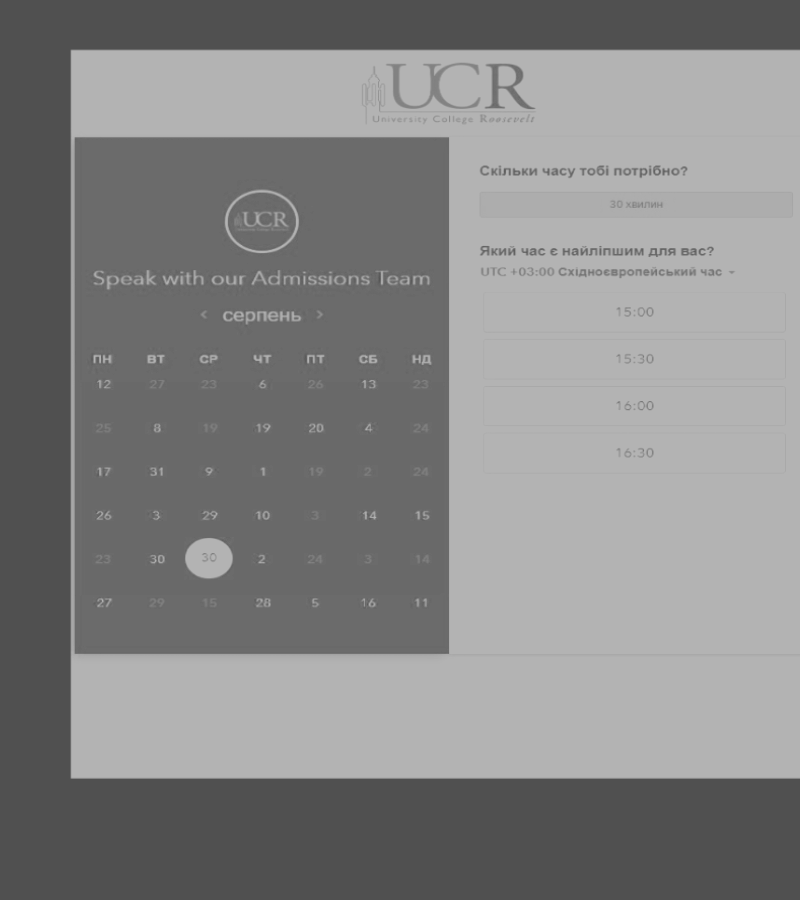 UCR
University College Roosevelt
UCR
Speak with our Admissions Team
< серпень >
ПН ВТ СР ЧТ ПТ СБ НД
12 27 23 6 26 13 23
25 8 19 19 20 4 24
17 31 9 1 19 2 24
26 3 29 10 3 14 15
23 30 30 2 24 3 14
27 29 15 28 5 16 11
Скільки часу тобі потрібно?
30 хвилин
Який час є найліпшим для вас?
UTC +03:00 Східноєвропейський час
15:00
15:30
16:00
16:30